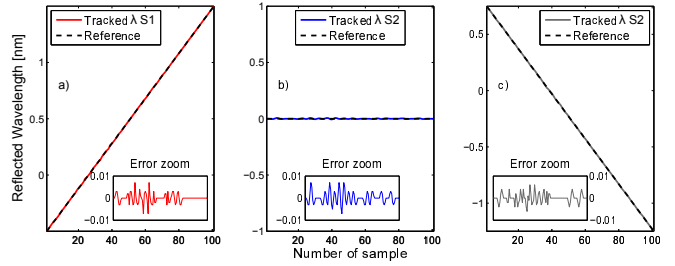 Tracked λ S1
Reference
Tracked λ S2
Reference
Tracked λ S2
Reference
Reflected Wavelength [nm]
a)
b)
c)
1
0.5
0
1
0.5
0
−0.5
−1
0.5
0
−0.5
−1
Error zoom
0.01
0
−0.01
Error zoom
0.01
0
−0.01
Error zoom
0.01
0
−0.01
20 40 60 80 100
20 40 60 80 100
20 40 60 80 100
Number of sample